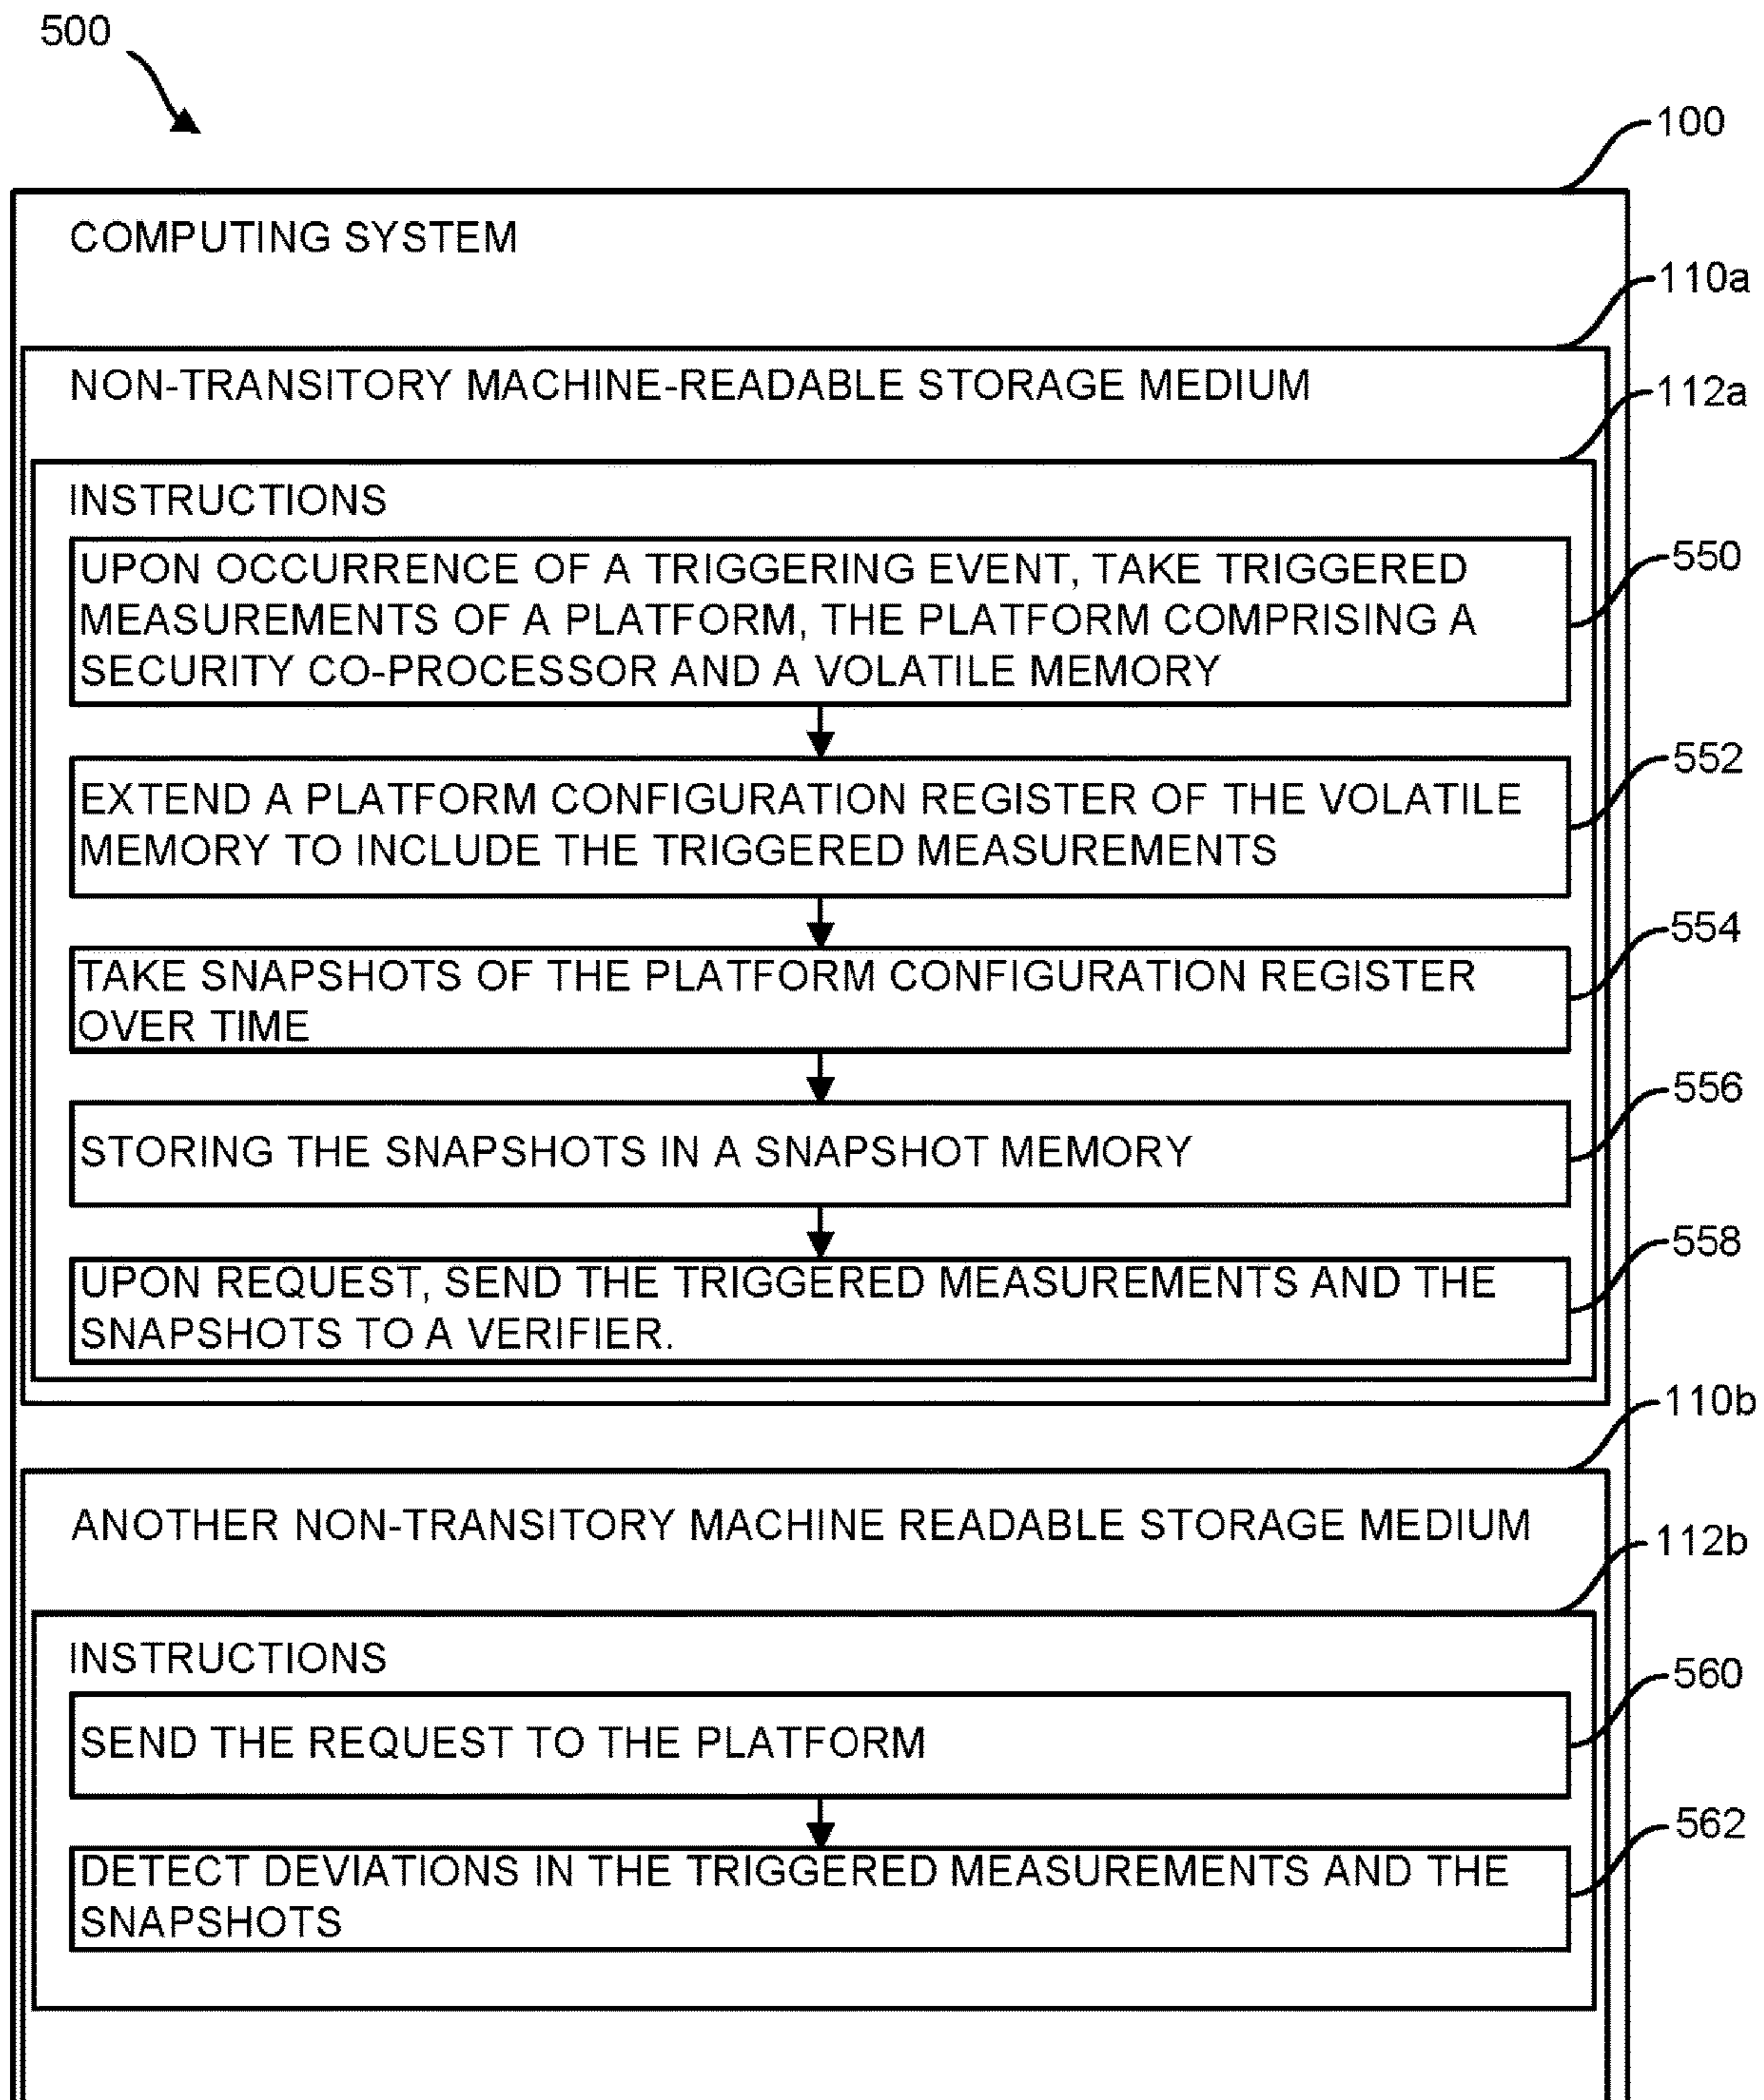 500
100
COMPUTING SYSTEM
110a
NON-TRANSITORY MACHINE-READABLE STORAGE MEDIUM
112a
INSTRUCTIONS
UPON OCCURRENCE OF A TRIGGERING EVENT, TAKE TRIGGERED
MEASUREMENTS OF A PLATFORM, THE PLATFORM COMPRISING A
SECURITY CO-PROCESSOR AND A VOLATILE MEMORY
550
EXTEND A PLATFORM CONFIGURATION REGISTER OF THE VOLATILE
MEMORY TO INCLUDE THE TRIGGERED MEASUREMENTS
552
TAKE SNAPSHOTS OF THE PLATFORM CONFIGURATION REGISTER
OVER TIME
554
STORING THE SNAPSHOTS IN A SNAPSHOT MEMORY
556
UPON REQUEST, SEND THE TRIGGERED MEASUREMENTS AND THE
SNAPSHOTS TO A VERIFIER.
558
110b
ANOTHER NON-TRANSITORY MACHINE READABLE STORAGE MEDIUM
112b
INSTRUCTIONS
SEND THE REQUEST TO THE PLATFORM
560
DETECT DEVIATIONS IN THE TRIGGERED MEASUREMENTS AND THE
SNAPSHOTS
562